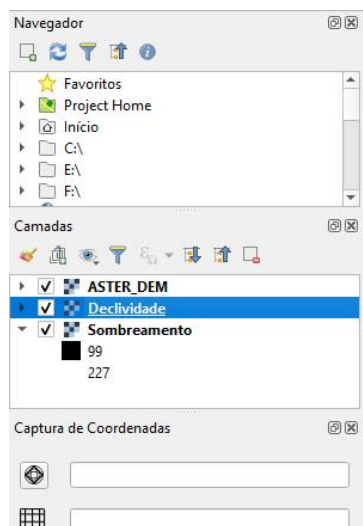 Navegador
Favoritos
Project Home
Início
C:\
E:\
F:\
Camadas
ASTER_DEM
Declividade
Sombreamento
99
227
Captura de Coordenadas